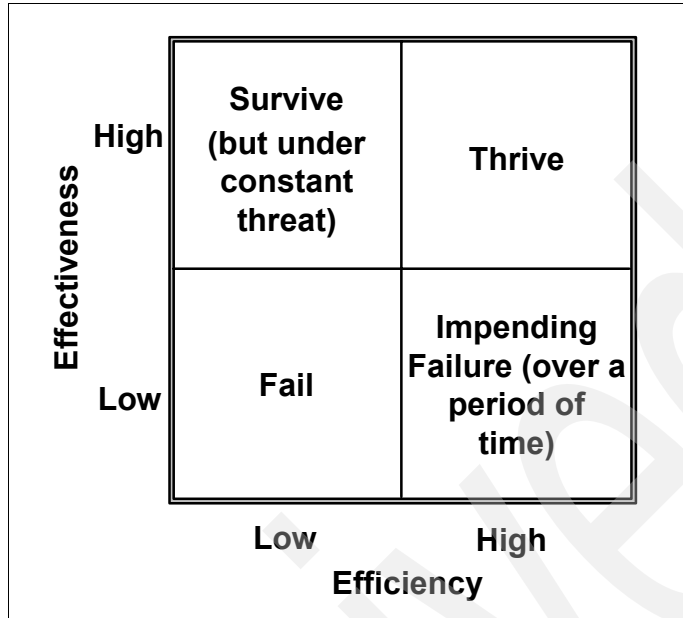 Survive
(but under
constant
threat)
Thrive
High
Effectiveness
Fail
Impending
Failure (over a
period of
time)
Low
Low
High
Efficiency